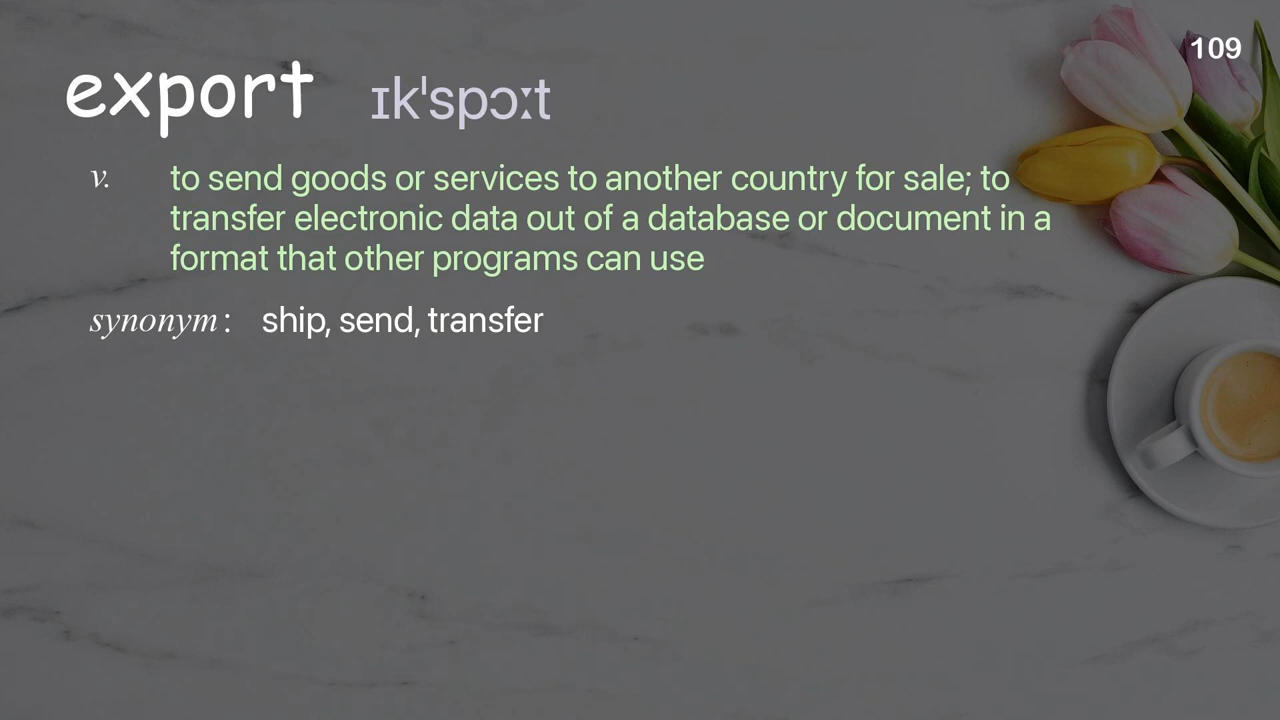 109
export ɪkˈspɔːt
v. to send goods or services to another country for sale; to
transfer electronic data out of a database or document in a
format that other programs can use
synonym: ship, send, transfer